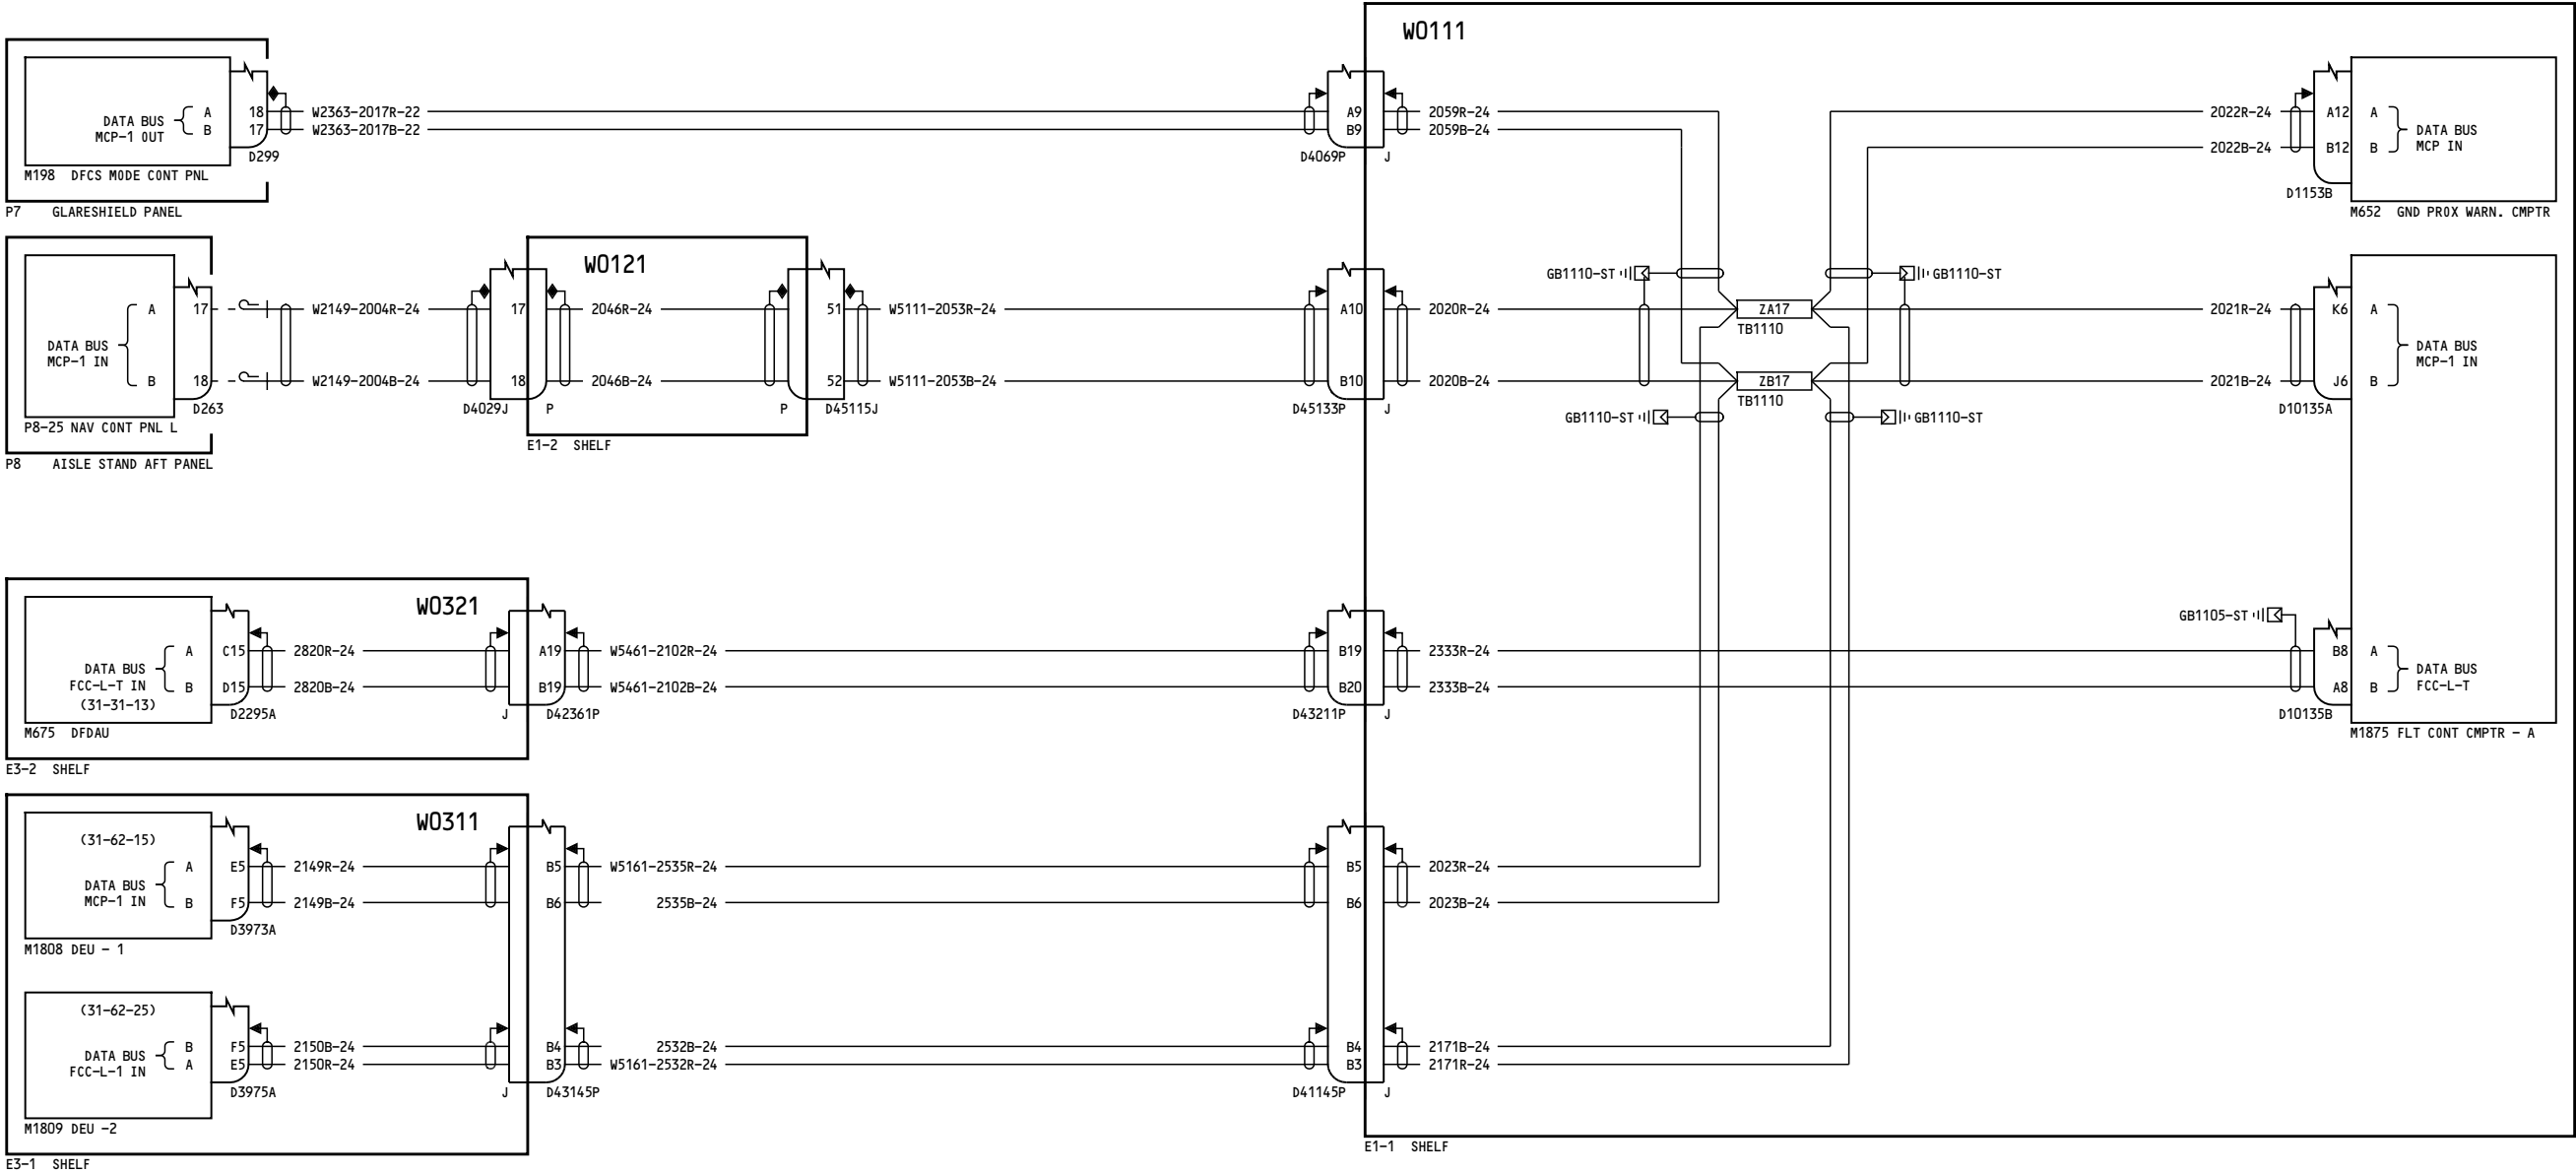 W0111
DATA BUS
MCP-1 OUT
A
B
18
17
W2363-2017R-22
W2363-2017B-22
A9
B9
2059R-24
2059B-24
2022R-24
2022B-24
A12
B12
A
B
DATA BUS
MCP IN
D299
D4069P
J
D1153B
M198 DFCS MODE CONT PNL
P7 GLARESHIELD PANEL
M652 GND PROX WARN. CMPTR
W0121
GB1110-ST
GB1110-ST
DATA BUS
MCP-1 IN
A
B
17
18
W2149-2004R-24
W2149-2004B-24
17
18
2046R-24
2046B-24
51
52
W5111-2053R-24
W5111-2053B-24
A10
B10
2020R-24
2020B-24
ZA17
TB1110
ZB17
TB1110
2021R-24
2021B-24
K6
J6
A
B
DATA BUS
MCP-1 IN
D263
D4029J
P
P
D45115J
D45133P
J
GB1110-ST
GB1110-ST
D10135A
P8-25 NAV CONT PNL L
E1-2 SHELF
P8 AISLE STAND AFT PANEL
W0321
GB1105-ST
DATA BUS
FCC-L-T IN
(31-31-13)
A
B
C15
D15
2820R-24
2820B-24
A19
B19
W5461-2102R-24
W5461-2102B-24
B19
B20
2333R-24
2333B-24
B8
A8
A
B
DATA BUS
FCC-L-T
D2295A
J
D42361P
D43211P
J
D10135B
M675 DFDAU
M1875 FLT CONT CMPTR - A
E3-2 SHELF
W0311
(31-62-15)
DATA BUS
MCP-1 IN
A
B
E5
F5
2149R-24
2149B-24
B5
B6
W5161-2535R-24
2535B-24
B5
B6
2023R-24
2023B-24
D3973A
M1808 DEU - 1
(31-62-25)
DATA BUS
FCC-L-1 IN
B
A
F5
E5
2150B-24
2150R-24
B4
B3
2532B-24
W5161-2532R-24
B4
B3
2171B-24
2171R-24
D3975A
J
D43145P
D41145P
J
M1809 DEU -2
E1-1 SHELF
E3-1 SHELF